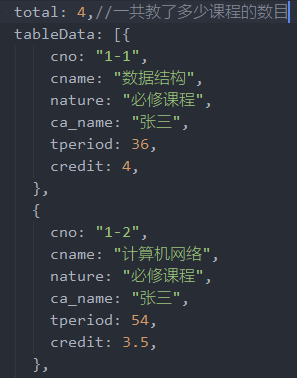 total: 4,//一共教了多少课程的数目
tableData: [{
cno: "1-1",
cname: "数据结构",
nature: "必修课程",
ca_name: "张三",
tperiod: 36,
credit: 4,
},
{
cno: "1-2",
cname: "计算机网络",
nature: "必修课程",
ca_name: "张三",
tperiod: 54,
credit: 3.5,
},